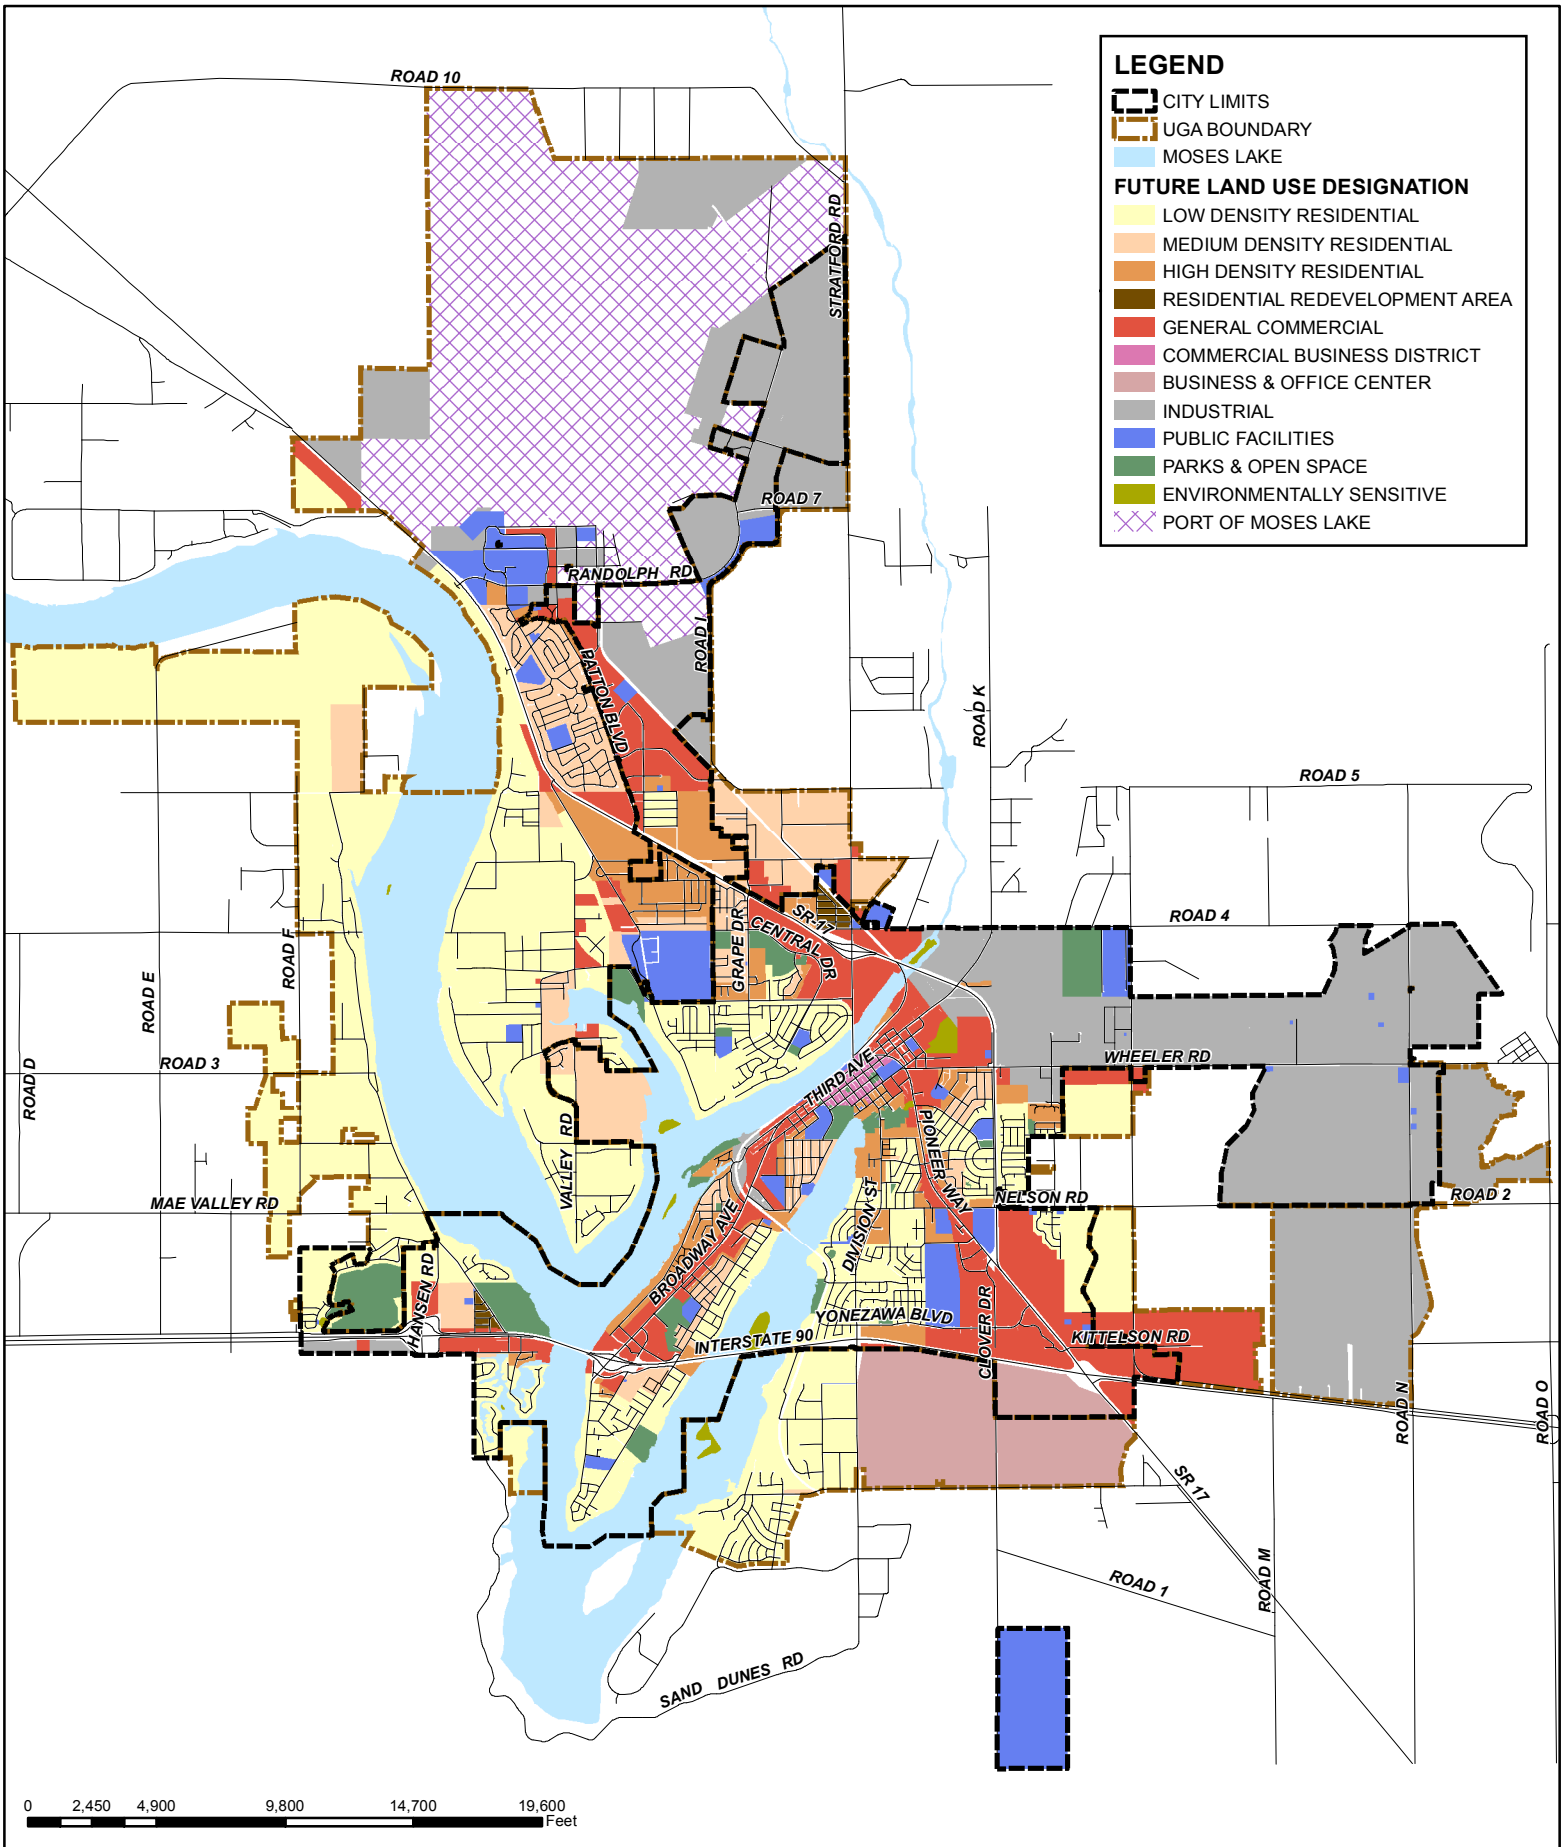 LEGEND
CITY LIMITS
UGA BOUNDARY
MOSES LAKE
FUTURE LAND USE DESIGNATION
LOW DENSITY RESIDENTIAL
MEDIUM DENSITY RESIDENTIAL
HIGH DENSITY RESIDENTIAL
RESIDENTIAL REDEVELOPMENT AREA
GENERAL COMMERCIAL
COMMERCIAL BUSINESS DISTRICT
BUSINESS & OFFICE CENTER
INDUSTRIAL
PUBLIC FACILITIES
PARKS & OPEN SPACE
ENVIRONMENTALLY SENSITIVE
PORT OF MOSES LAKE
ROAD 10
STRATFORD RD
ROAD 7
RANDOLPH RD
ROAD I
PATTON BLVD
ROAD K
ROAD 5
ROAD 4
GRAPE DR
SR-17
CENTRAL DR
ROAD F
ROAD E
ROAD D
ROAD 3
WHEELER RD
THIRD AVE
PIONEER WAY
VALLEY RD
MAE VALLEY RD
NELSON RD
ROAD 2
DIVISION ST
BROADWAY AVE
HANSEN RD
YONEZAWA BLVD
INTERSTATE 90
CLOVER DR
KITTELSON RD
ROAD N
ROAD O
SR 17
ROAD M
ROAD 1
SAND DUNES RD
0 2,450 4,900 9,800 14,700 19,600
Feet